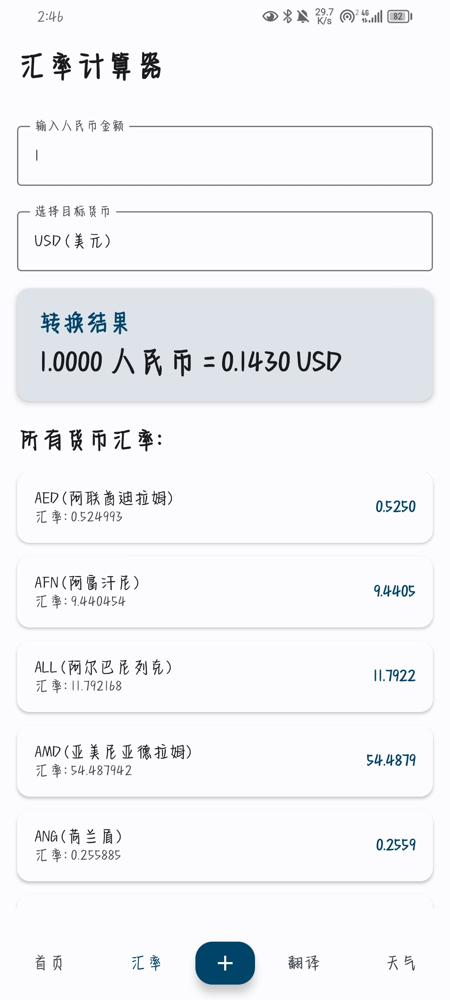 2:46
29.7 K/s 2 4G 82
汇率计算器
输入人民币金额
1
选择目标货币
USD(美元)
转换结果
1.0000 人民币 = 0.1430 USD
所有货币汇率:
AED(阿联酋迪拉姆)
汇率: 0.524993
0.5250
AFN(阿富汗尼)
汇率: 9.440454
9.4405
ALL(阿尔巴尼列克)
汇率: 11.792168
11.7922
AMD(亚美尼亚德拉姆)
汇率: 54.487942
54.4879
ANG(荷兰盾)
汇率: 0.255885
0.2559
首页 汇率 + 翻译 天气